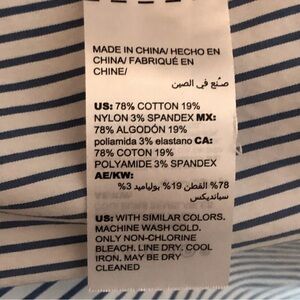 MADE IN CHINA/ HECHO EN
CHINA/ FABRIQUÉ EN
CHINE/
صنع في الصين
US: 78% COTTON 19%
NYLON 3% SPANDEX MX:
78% ALGODÓN 19%
poliamida 3% elastano CA:
78% COTON 19%
POLYAMIDE 3% SPANDEX
AE/KW:
78% القطن 19% بولياميد 3%
سباندیکس
US: WITH SIMILAR COLORS.
MACHINE WASH COLD.
ONLY NON-CHLORINE
BLEACH. LINE DRY. COOL
IRON. MAY BE DRY
CLEANED